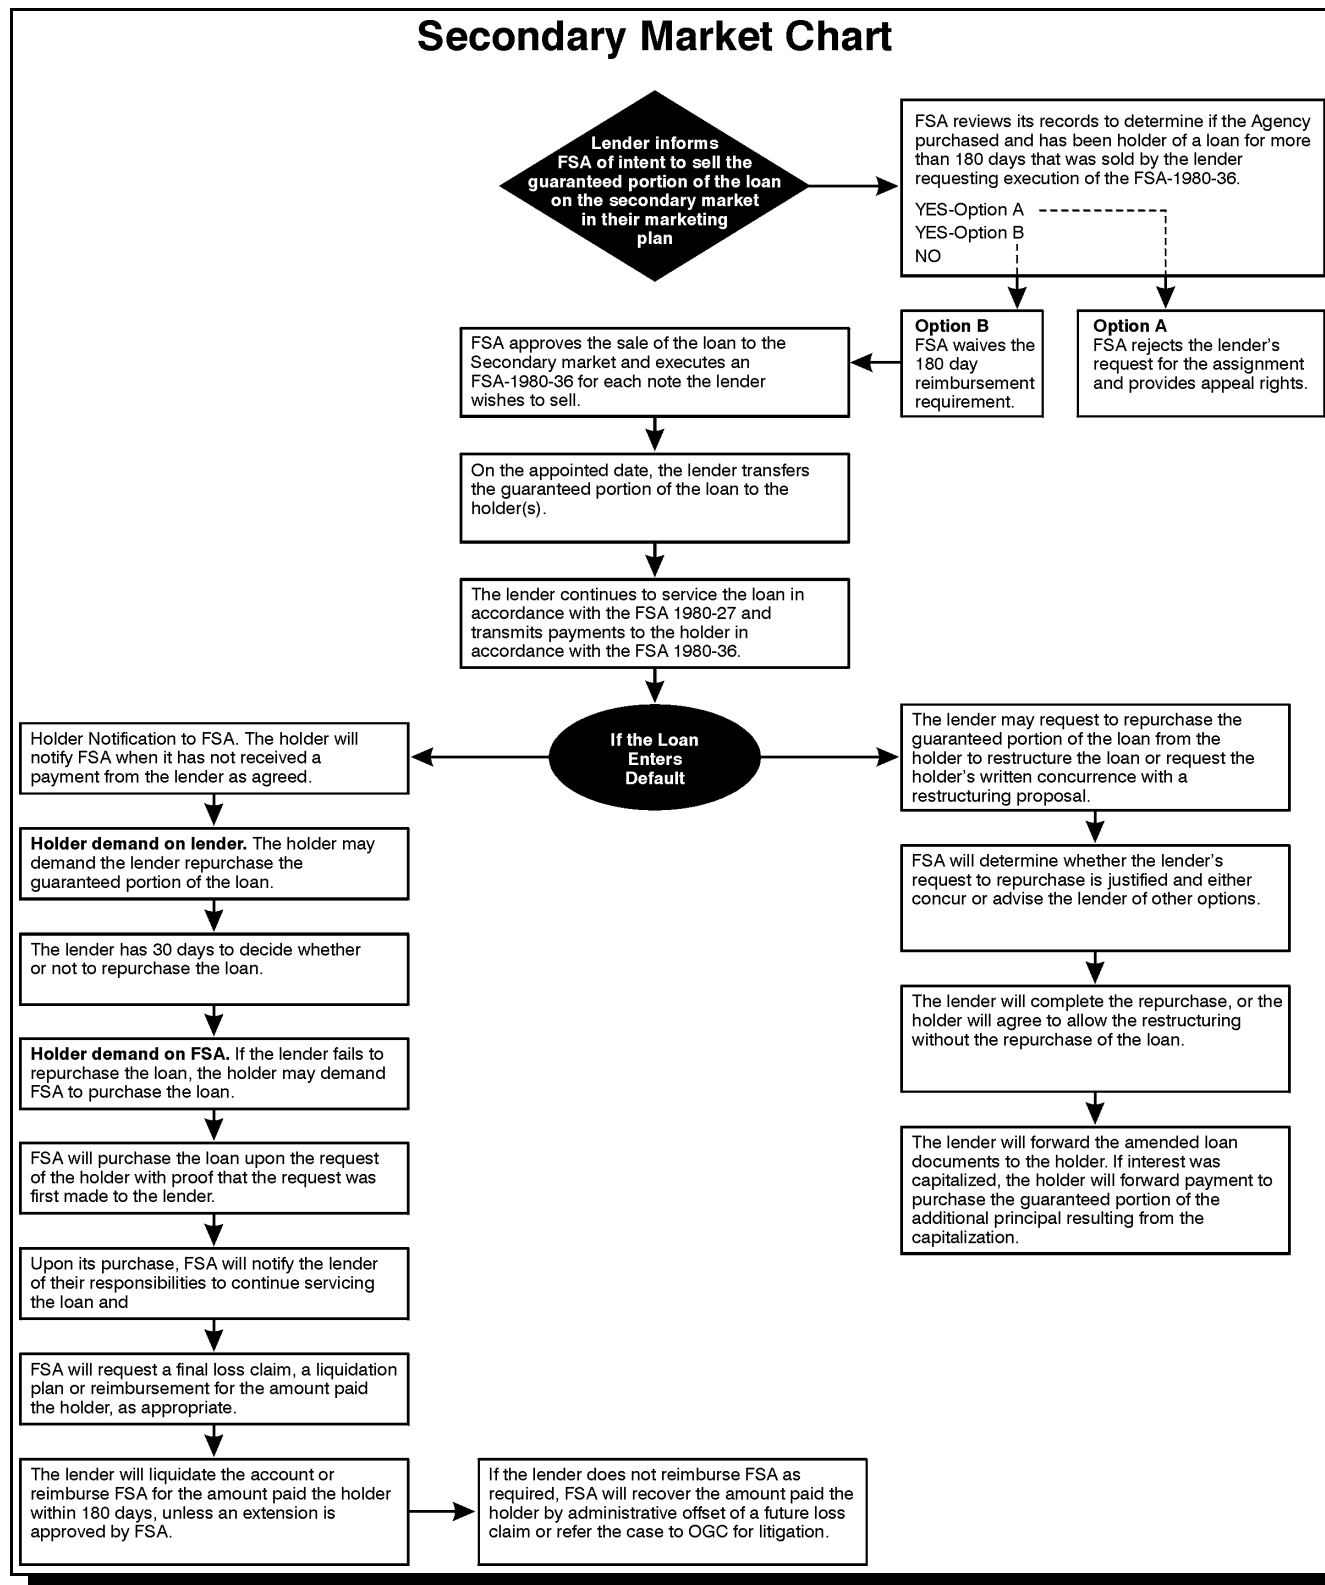 Secondary Market Chart
Lender informs
FSA of intent to sell the
guaranteed portion of the loan
on the secondary market
in their marketing
plan
FSA reviews its records to determine if the Agency
purchased and has been holder of a loan for more
than 180 days that was sold by the lender
requesting execution of the FSA-1980-36.
YES-Option A
YES-Option B
NO
Option B
FSA waives the
180 day
reimbursement
requirement.
Option A
FSA rejects the lender's
request for the assignment
and provides appeal rights.
FSA approves the sale of the loan to the
Secondary market and executes an
FSA-1980-36 for each note the lender
wishes to sell.
On the appointed date, the lender transfers
the guaranteed portion of the loan to the
holder(s).
The lender continues to service the loan in
accordance with the FSA 1980-27 and
transmits payments to the holder in
accordance with the FSA 1980-36.
If the Loan
Enters
Default
Holder Notification to FSA. The holder will
notify FSA when it has not received a
payment from the lender as agreed.
Holder demand on lender. The holder may
demand the lender repurchase the
guaranteed portion of the loan.
The lender has 30 days to decide whether
or not to repurchase the loan.
Holder demand on FSA. If the lender fails to
repurchase the loan, the holder may demand
FSA to purchase the loan.
FSA will purchase the loan upon the request
of the holder with proof that the request was
first made to the lender.
Upon its purchase, FSA will notify the lender
of their responsibilities to continue servicing
the loan and
FSA will request a final loss claim, a liquidation
plan or reimbursement for the amount paid
the holder, as appropriate.
The lender will liquidate the account or
reimburse FSA for the amount paid the holder
within 180 days, unless an extension is
approved by FSA.
If the lender does not reimburse FSA as
required, FSA will recover the amount paid the
holder by administrative offset of a future loss
claim or refer the case to OGC for litigation.
The lender may request to repurchase the
guaranteed portion of the loan from the
holder to restructure the loan or request the
holder's written concurrence with a
restructuring proposal.
FSA will determine whether the lender's
request to repurchase is justified and either
concur or advise the lender of other options.
The lender will complete the repurchase, or the
holder will agree to allow the restructuring
without the repurchase of the loan.
The lender will forward the amended loan
documents to the holder. If interest was
capitalized, the holder will forward payment to
purchase the guaranteed portion of the
additional principal resulting from the
capitalization.